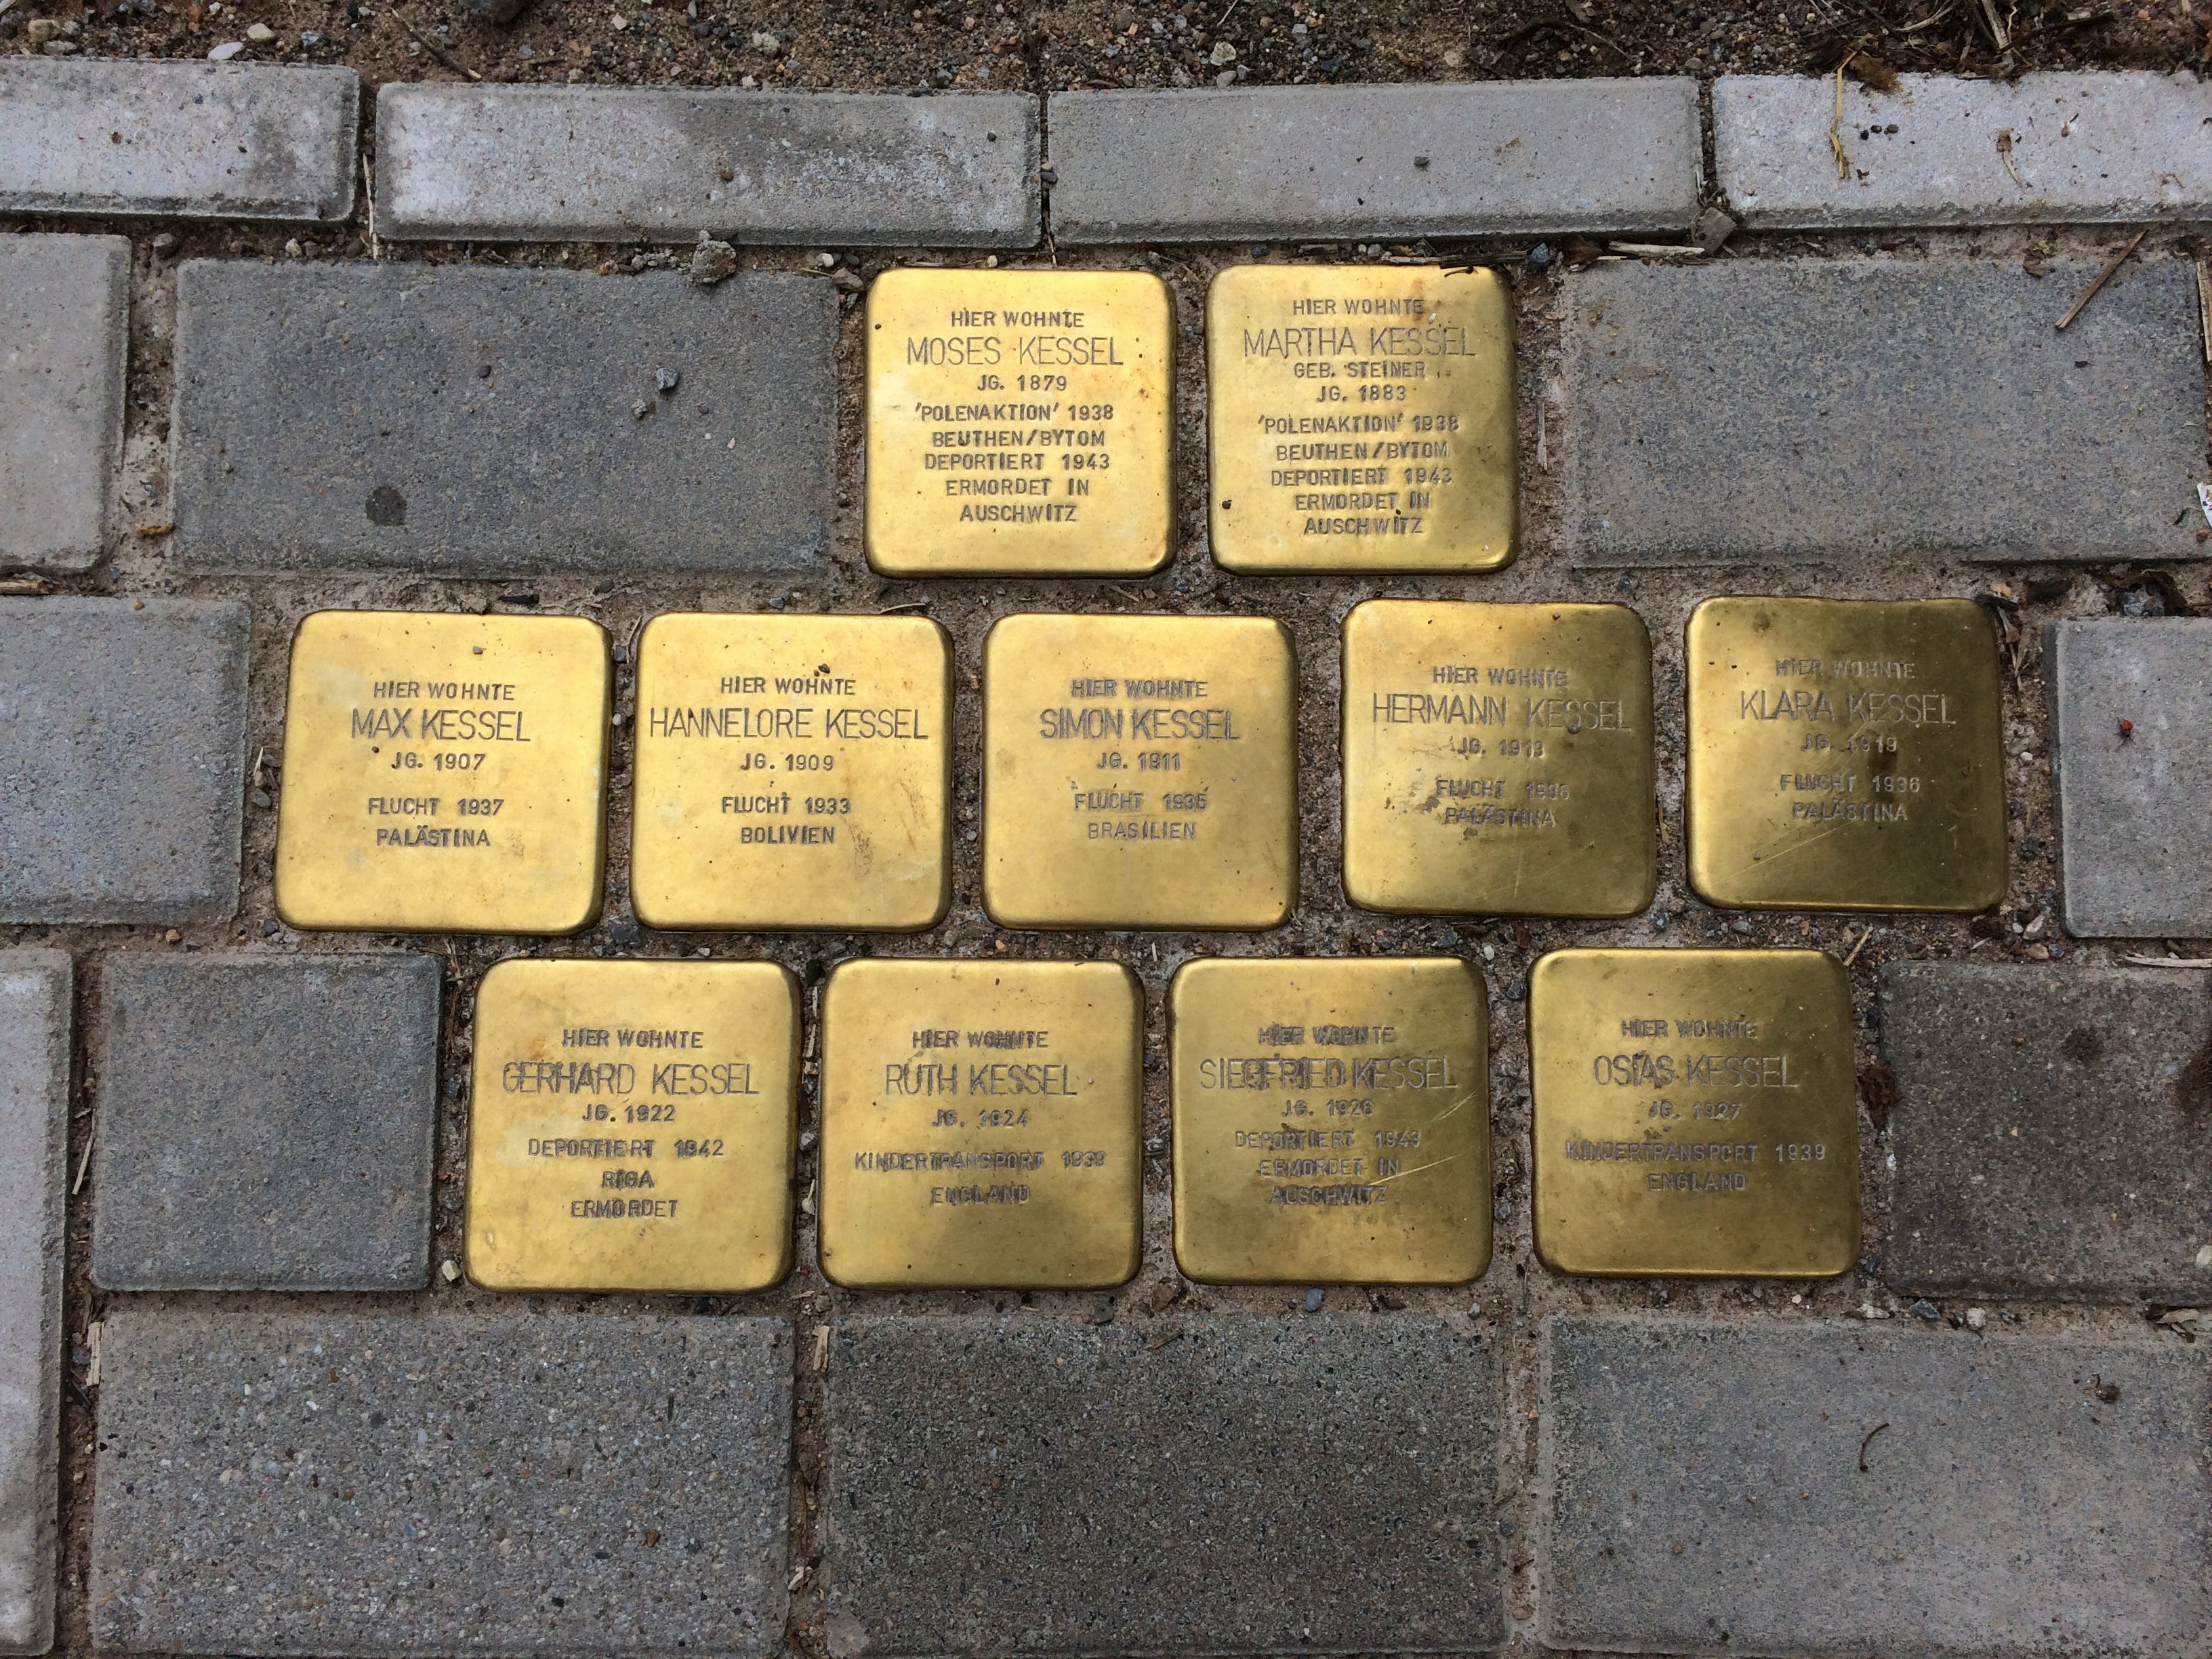 HIER WOHNTE
MOSES KESSEL
JG. 1879
'POLENAKTION' 1938
BEUTHEN/BYTOM
DEPORTIERT 1943
ERMORDET IN
AUSCHWITZ
HIER WOHNTE
MARTHA KESSEL
GEB. STEINER
JG. 1883
'POLENAKTION' 1938
BEUTHEN/BYTOM
DEPORTIERT 1943
ERMORDET IN
AUSCHWITZ
HIER WOHNTE
MAX KESSEL
JG. 1907
FLUCHT 1937
PALÄSTINA
HIER WOHNTE
HANNELORE KESSEL
JG. 1909
FLUCHT 1933
BOLIVIEN
HIER WOHNTE
SIMON KESSEL
JG. 1911
FLUCHT 1935
BRASILIEN
HIER WOHNTE
HERMANN KESSEL
JG. 1913
FLUCHT 1936
PALÄSTINA
HIER WOHNTE
KLARA KESSEL
JG. 1919
FLUCHT 1936
PALÄSTINA
HIER WOHNTE
GERHARD KESSEL
JG. 1922
DEPORTIERT 1942
RIGA
ERMORDET
HIER WOHNTE
RUTH KESSEL
JG. 1924
KINDERTRANSPORT 1939
ENGLAND
HIER WOHNTE
SIEGFRIED KESSEL
JG. 1926
DEPORTIERT 1943
ERMORDET IN
AUSCHWITZ
HIER WOHNTE
OSIAS KESSEL
JG. 1927
KINDERTRANSPORT 1939
ENGLAND